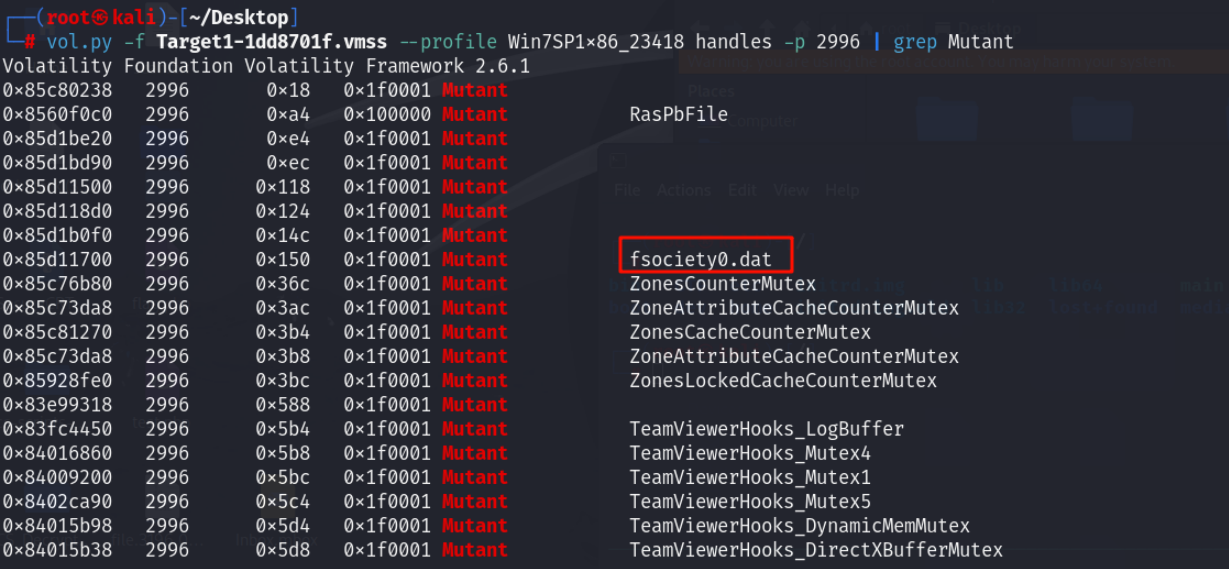 ┌──(root㉿kali)-[~/Desktop]
└─# vol.py -f Target1-1dd8701f.vmss --profile Win7SP1×86_23418 handles -p 2996 | grep Mutant
Volatility Foundation Volatility Framework 2.6.1
0×85c80238 2996 0×18 0×1f0001 Mutant
0×8560f0c0 2996 0×a4 0×100000 Mutant RasPbFile
0×85d1be20 2996 0×e4 0×1f0001 Mutant
0×85d1bd90 2996 0×ec 0×1f0001 Mutant
0×85d11500 2996 0×118 0×1f0001 Mutant
0×85d118d0 2996 0×124 0×1f0001 Mutant
0×85d1b0f0 2996 0×14c 0×1f0001 Mutant
0×85d11700 2996 0×150 0×1f0001 Mutant fsociety0.dat
0×85c76b80 2996 0×36c 0×1f0001 Mutant ZonesCounterMutex
0×85c73da8 2996 0×3ac 0×1f0001 Mutant ZoneAttributeCacheCounterMutex
0×85c81270 2996 0×3b4 0×1f0001 Mutant ZonesCacheCounterMutex
0×85c73da8 2996 0×3b8 0×1f0001 Mutant ZoneAttributeCacheCounterMutex
0×85928fe0 2996 0×3bc 0×1f0001 Mutant ZonesLockedCacheCounterMutex
0×83e99318 2996 0×588 0×1f0001 Mutant
0×83fc4450 2996 0×5b4 0×1f0001 Mutant TeamViewerHooks_LogBuffer
0×84016860 2996 0×5b8 0×1f0001 Mutant TeamViewerHooks_Mutex4
0×84009200 2996 0×5bc 0×1f0001 Mutant TeamViewerHooks_Mutex1
0×8402ca90 2996 0×5c4 0×1f0001 Mutant TeamViewerHooks_Mutex5
0×84015b98 2996 0×5d4 0×1f0001 Mutant TeamViewerHooks_DynamicMemMutex
0×84015b38 2996 0×5d8 0×1f0001 Mutant TeamViewerHooks_DirectXBufferMutex
Places
Computer
File Actions Edit View Help